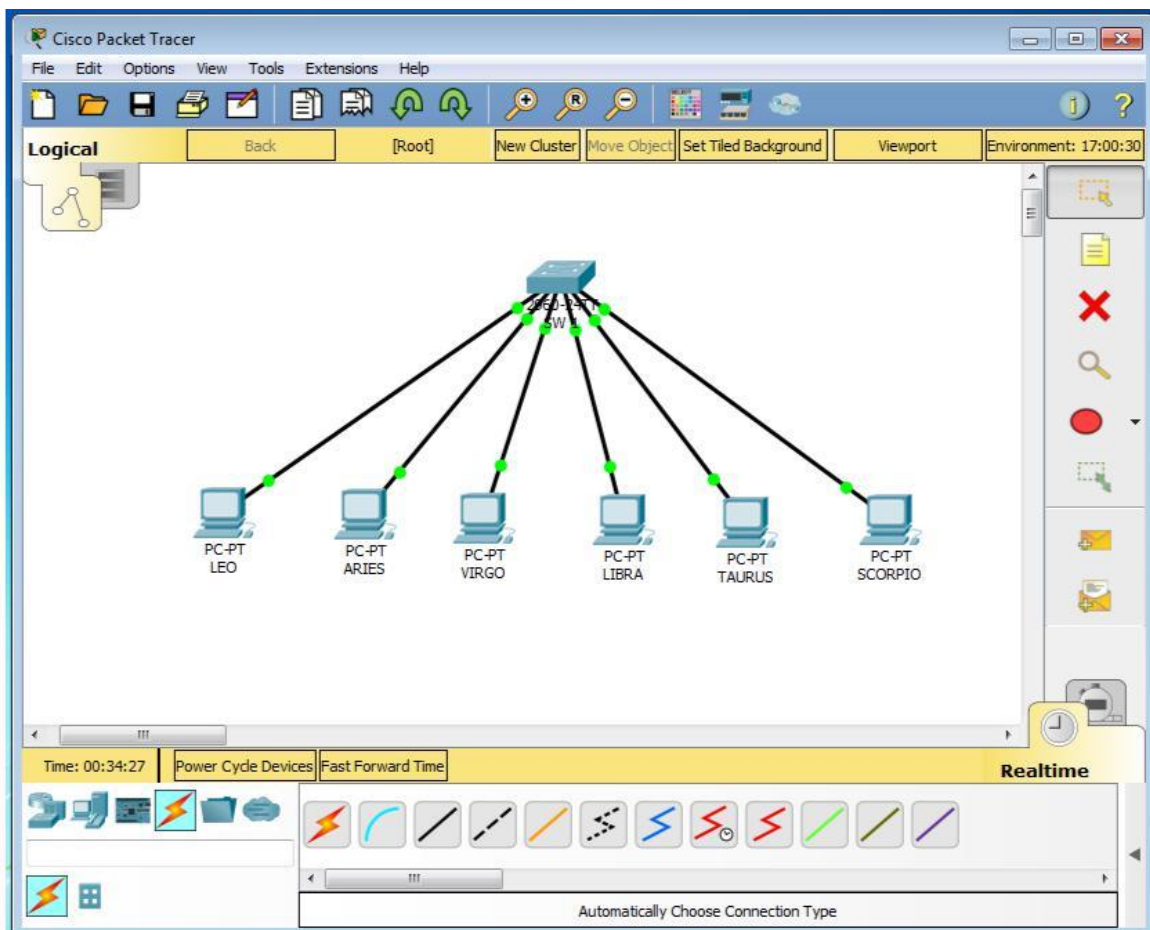 Cisco Packet Tracer
File Edit Options View Tools Extensions Help
Logical Back [Root] New Cluster Move Object Set Tiled Background Viewport Environment: 17:00:30
2960-24TT
SW 1
PC-PT
LEO
PC-PT
ARIES
PC-PT
VIRGO
PC-PT
LIBRA
PC-PT
TAURUS
PC-PT
SCORPIO
Time: 00:34:27 Power Cycle Devices Fast Forward Time Realtime
Automatically Choose Connection Type